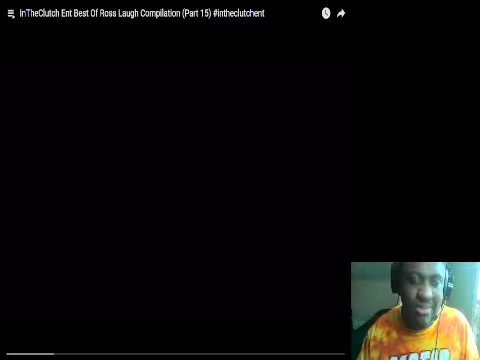 InTheClutch Ent Best Of Ross Laugh Compilation (Part 15) #intheclutchent